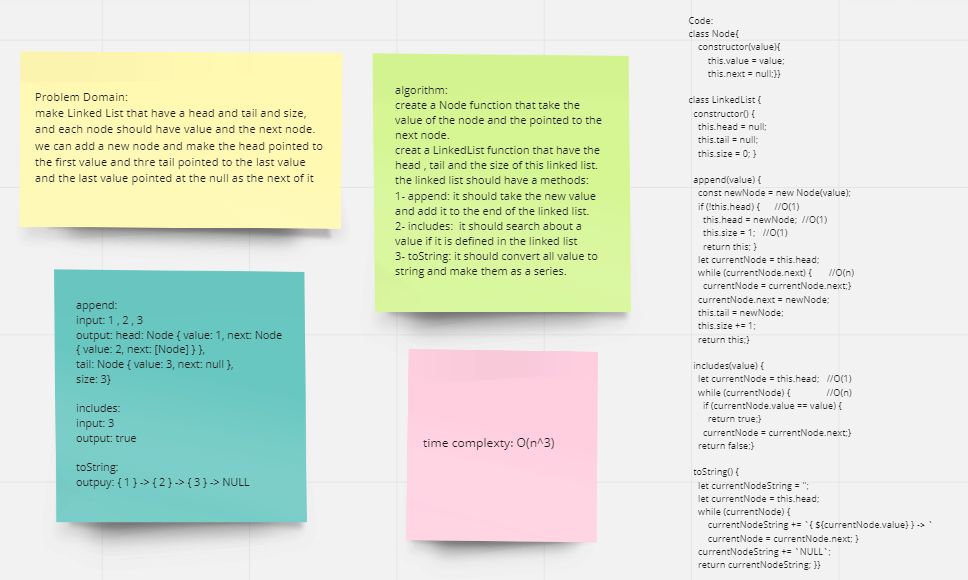 Problem Domain:
make Linked List that have a head and tail and size,
and each node should have value and the next node.
we can add a new node and make the head pointed to
the first value and thre tail pointed to the last value
and the last value pointed at the null as the next of it
algorithm:
create a Node function that take the
value of the node and the pointed to the
next node.
creat a LinkedList function that have the
head , tail and the size of this linked list.
the linked list should have a methods:
1- append: it should take the new value
and add it to the end of the linked list.
2- includes: it should search about a
value if it is defined in the linked list
3- toString: it should convert all value to
string and make them as a series.
append:
input: 1 , 2 , 3
output: head: Node { value: 1, next: Node
{ value: 2, next: [Node] } },
tail: Node { value: 3, next: null },
size: 3}
includes:
input: 3
output: true
toString:
outpuy: { 1 } -> { 2 } -> { 3 } -> NULL
time complexty: O(n^3)
Code:
class Node{
constructor(value){
this.value = value;
this.next = null;}}
class LinkedList {
constructor() {
this.head = null;
this.tail = null;
this.size = 0; }
append(value) {
const newNode = new Node(value);
if (!this.head) { //O(1)
this.head = newNode; //O(1)
this.size = 1; //O(1)
return this; }
let currentNode = this.head;
while (currentNode.next) { //O(n)
currentNode = currentNode.next;}
currentNode.next = newNode;
this.tail = newNode;
this.size += 1;
return this;}
includes(value) {
let currentNode = this.head; //O(1)
while (currentNode) { //O(n)
if (currentNode.value == value) {
return true;}
currentNode = currentNode.next;}
return false;}
toString() {
let currentNodeString = '';
let currentNode = this.head;
while (currentNode) {
currentNodeString += `{ ${currentNode.value} } -> `
currentNode = currentNode.next; }
currentNodeString += `NULL`;
return currentNodeString; }}